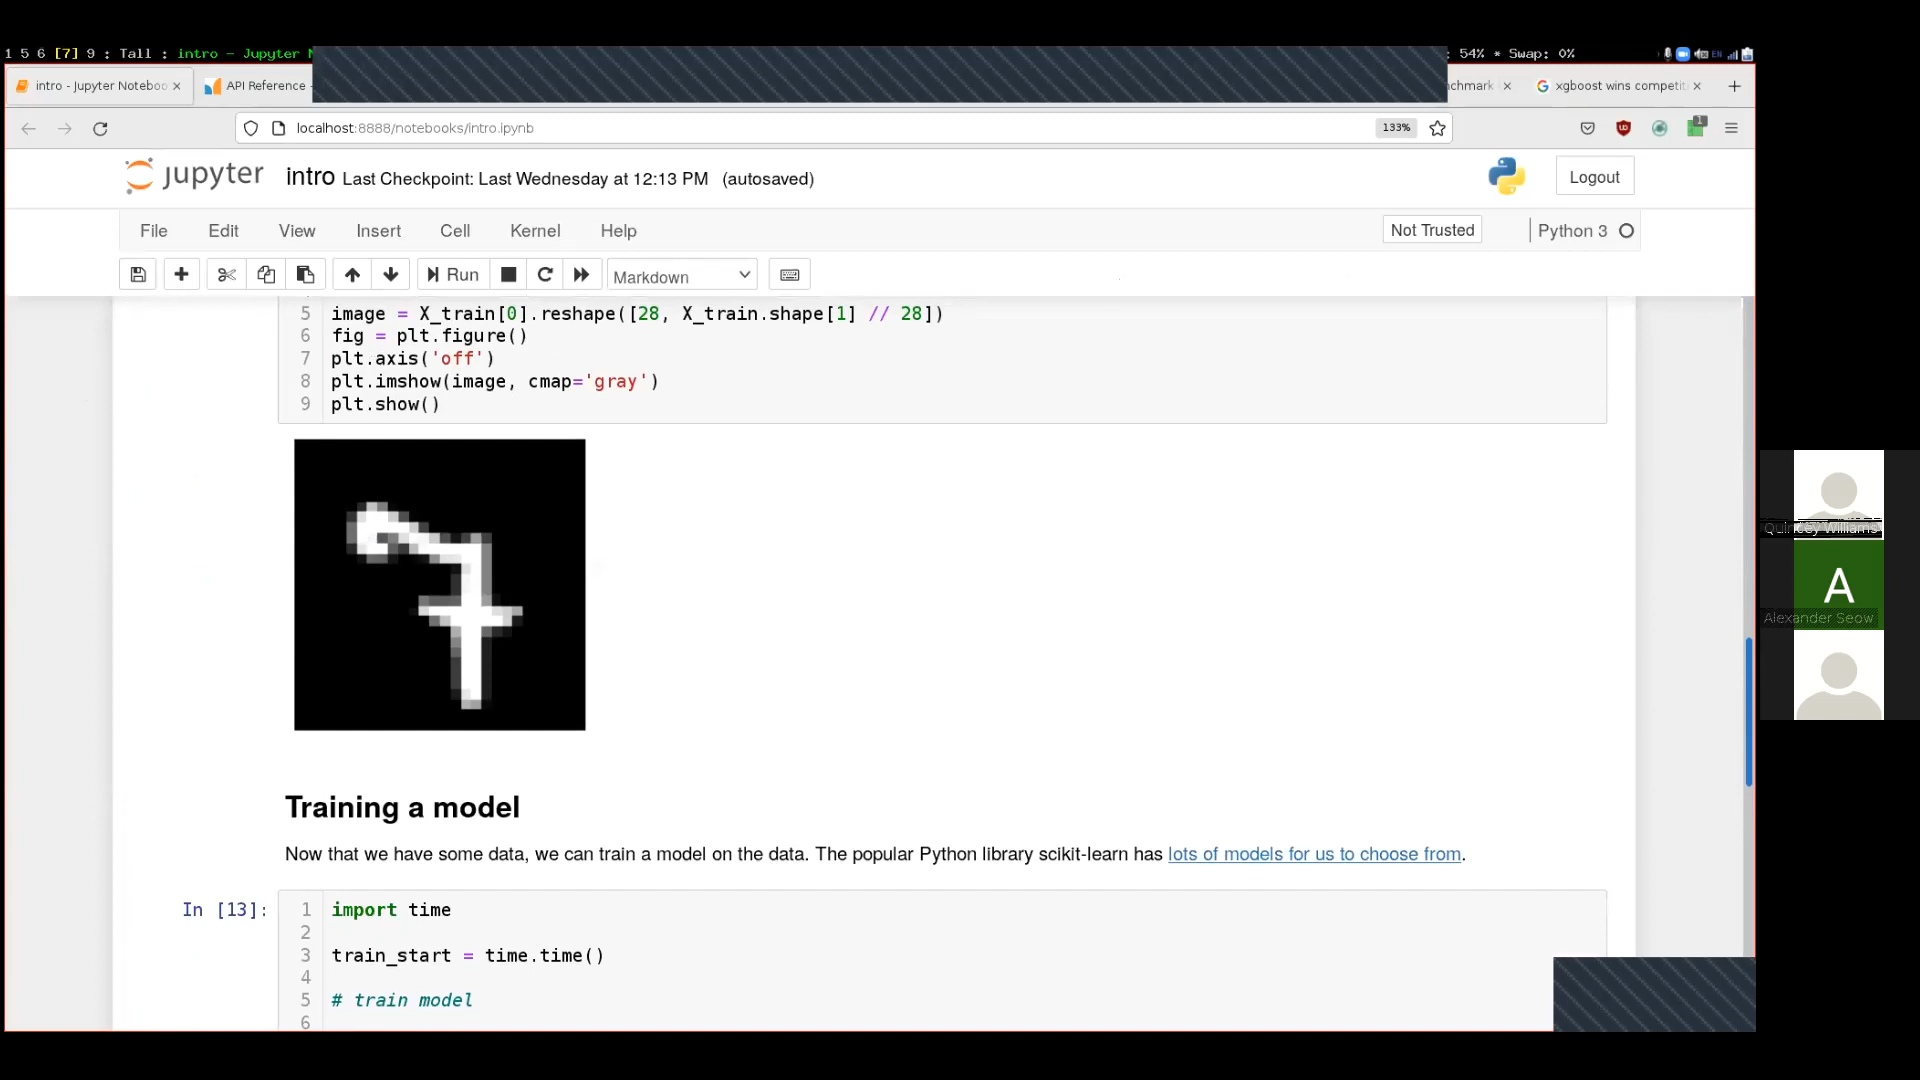 1 5 6 [7] 9 : Tall : intro - Jupyter N
: 54% * Swap: 0%
EN
intro - Jupyter Noteboo
API Reference -
chmark
xgboost wins competit
localhost:8888/notebooks/intro.ipynb
133%
1
jupyter intro Last Checkpoint: Last Wednesday at 12:13 PM (autosaved)
Logout
File Edit View Insert Cell Kernel Help
Not Trusted
Python 3
Run
Markdown
5 image = X_train[0].reshape([28, X_train.shape[1] // 28])
6 fig = plt.figure()
7 plt.axis('off')
8 plt.imshow(image, cmap='gray')
9 plt.show()
Quincey Williams
A
Alexander Seow
Training a model
Now that we have some data, we can train a model on the data. The popular Python library scikit-learn has lots of models for us to choose from.
In [13]:
1 import time
2
3 train_start = time.time()
4
5 # train model
6